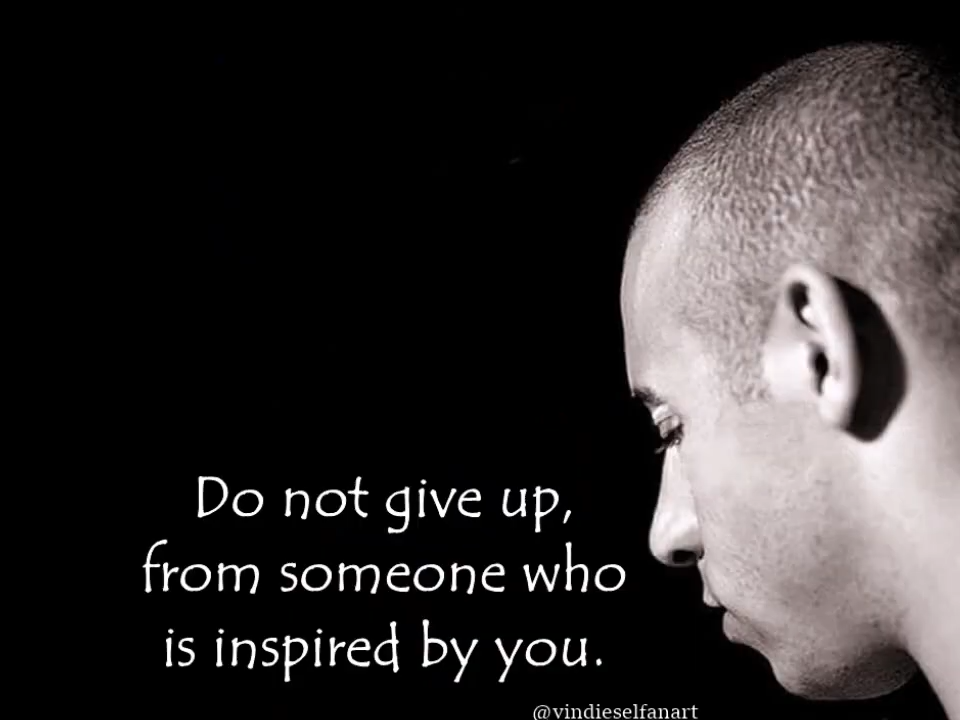 Do not give up,
from someone who
is inspired by you.
@vindieselfanart